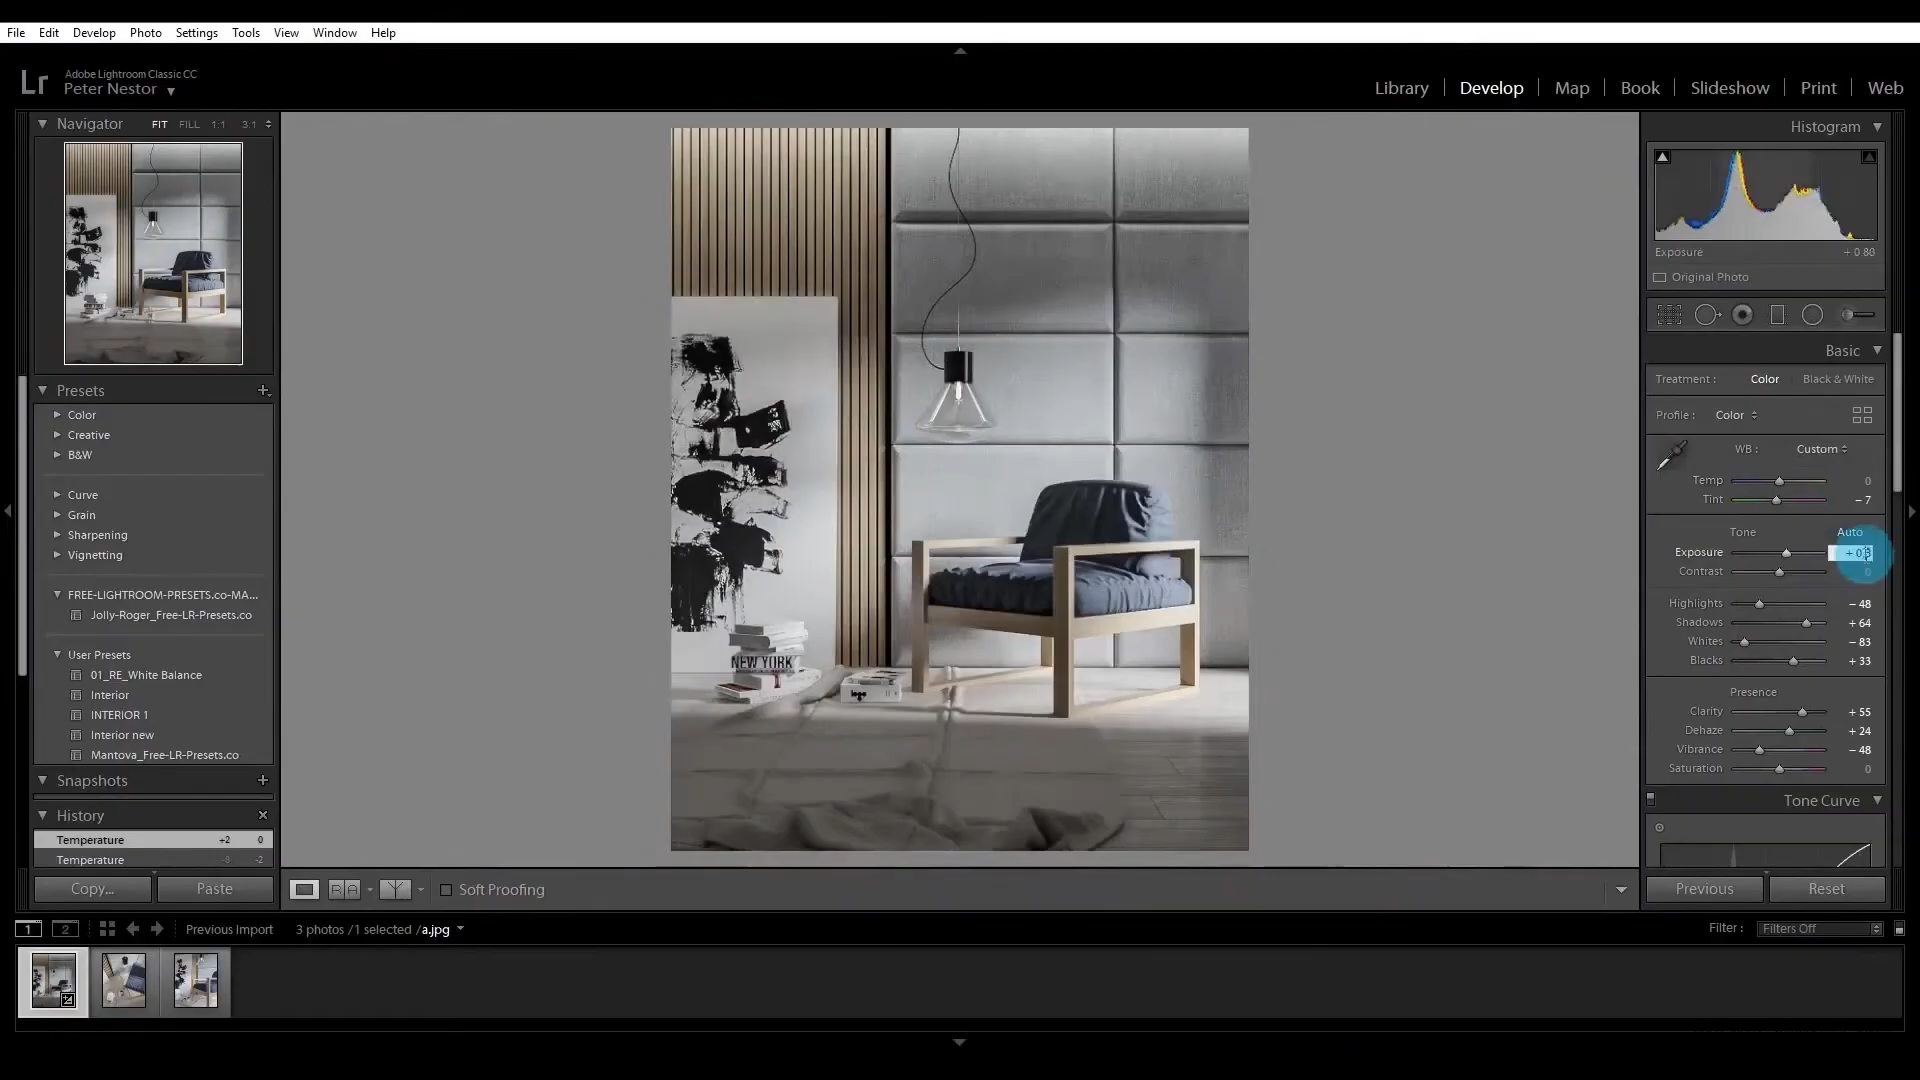 File Edit Develop Photo Settings Tools View Window Help
Lr
Adobe Lightroom Classic CC
Peter Nestor
Library | Develop | Map | Book | Slideshow | Print | Web
Navigator FIT FILL 1:1 3:1
Presets
Color
Creative
B&W
Curve
Grain
Sharpening
Vignetting
FREE-LIGHTROOM-PRESETS.co-MA...
Jolly-Roger_Free-LR-Presets.co
User Presets
01_RE_White Balance
Interior
INTERIOR 1
Interior new
Mantova_Free-LR-Presets.co
Snapshots
History
Temperature +2 0
Temperature -8 -2
Copy... Paste
NEW YORK
logo
Histogram
Exposure + 0.88
Original Photo
Basic
Treatment : Color Black & White
Profile : Color
WB : Custom
Temp 0
Tint - 7
Tone Auto
Exposure
Contrast 0
Highlights - 48
Shadows + 64
Whites - 83
Blacks + 33
Presence
Clarity + 55
Dehaze + 24
Vibrance - 48
Saturation 0
Tone Curve
Previous Reset
R A Y Soft Proofing
1 2 Previous Import 3 photos / 1 selected / a.jpg Filter : Filters Off